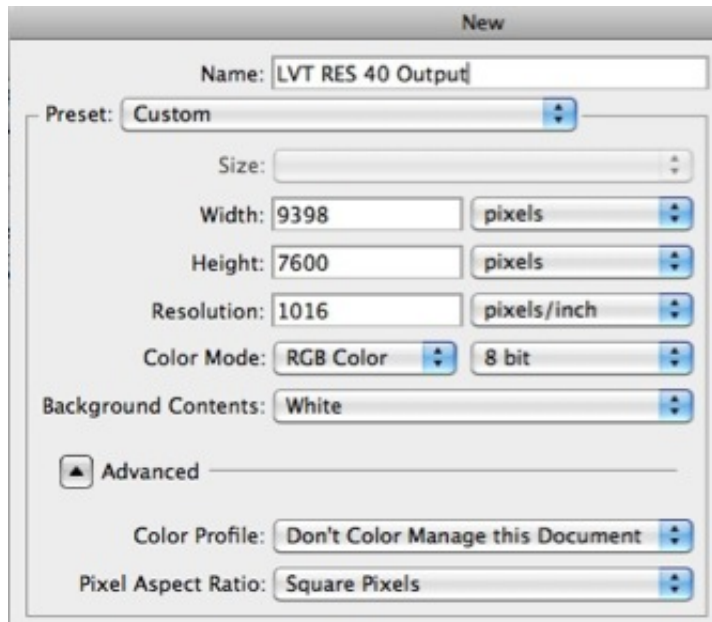 New
Name: LVT RES 40 Output
Preset: Custom
Size:
Width: 9398 pixels
Height: 7600 pixels
Resolution: 1016 pixels/inch
Color Mode: RGB Color 8 bit
Background Contents: White
Advanced
Color Profile: Don't Color Manage this Document
Pixel Aspect Ratio: Square Pixels